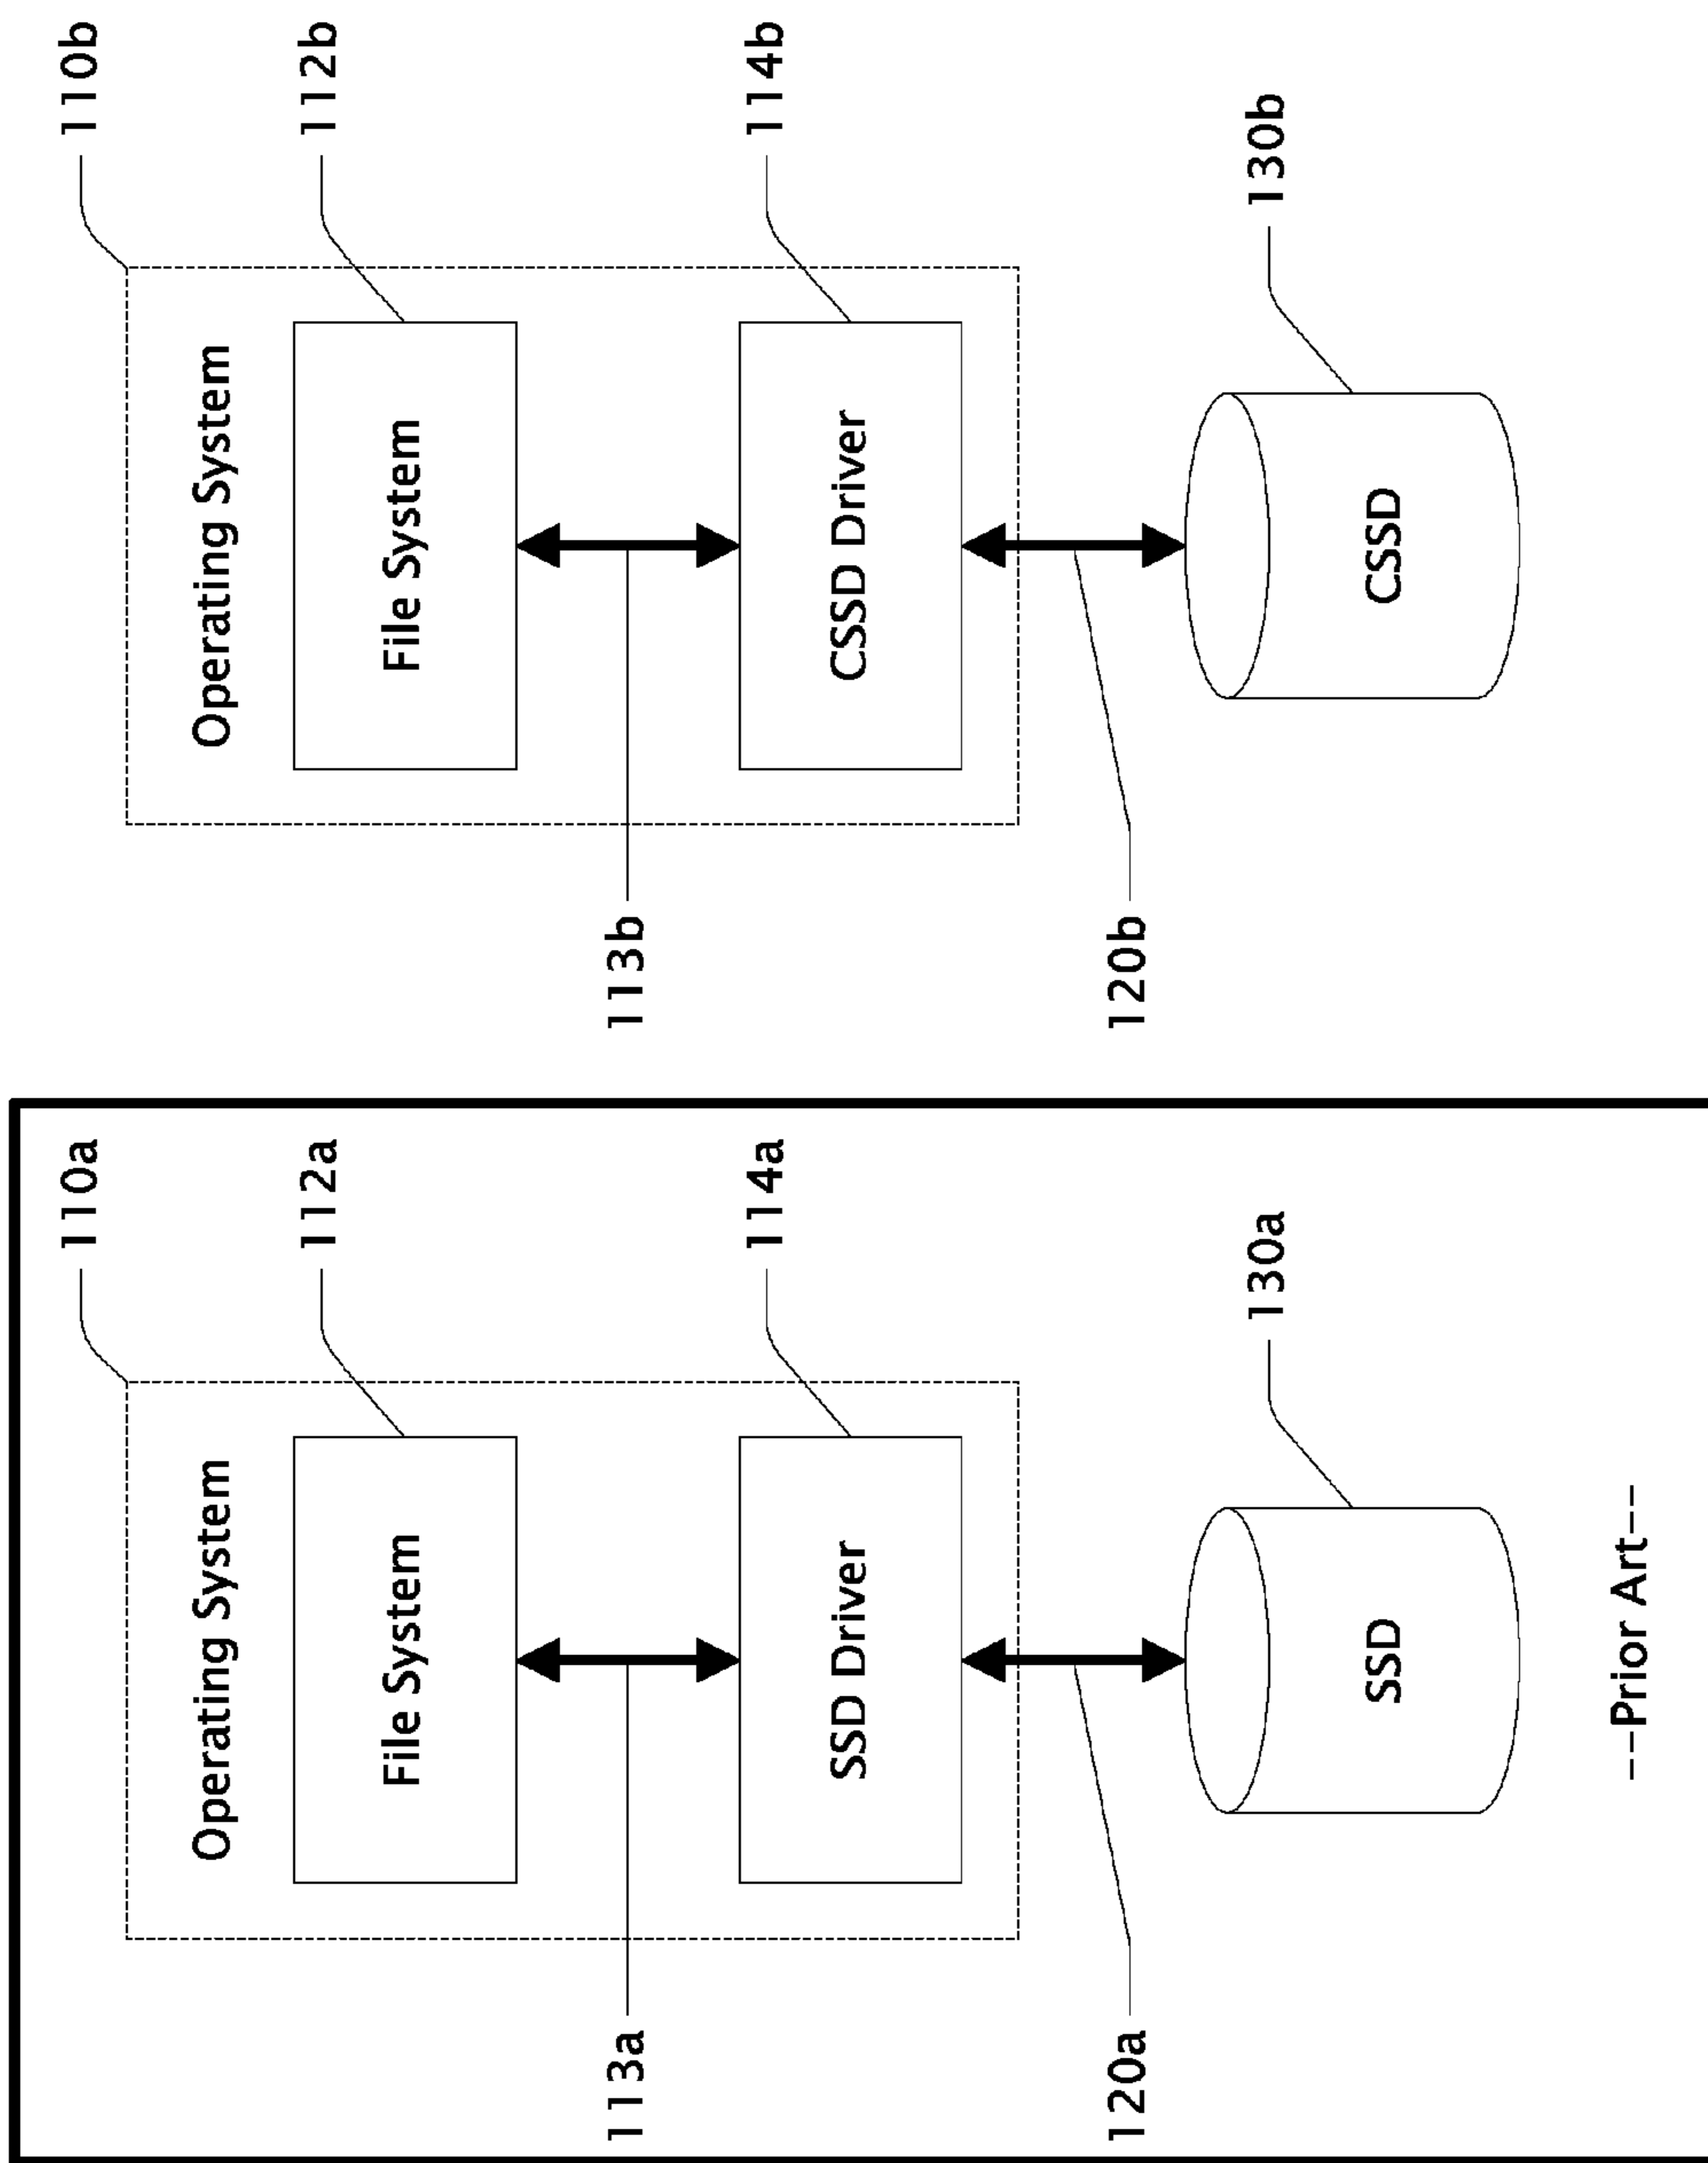 110a
Operating System
112a
File System
113a
114a
SSD Driver
120a
130a
SSD
--Prior Art--
110b
Operating System
112b
File System
113b
114b
CSSD Driver
120b
130b
CSSD